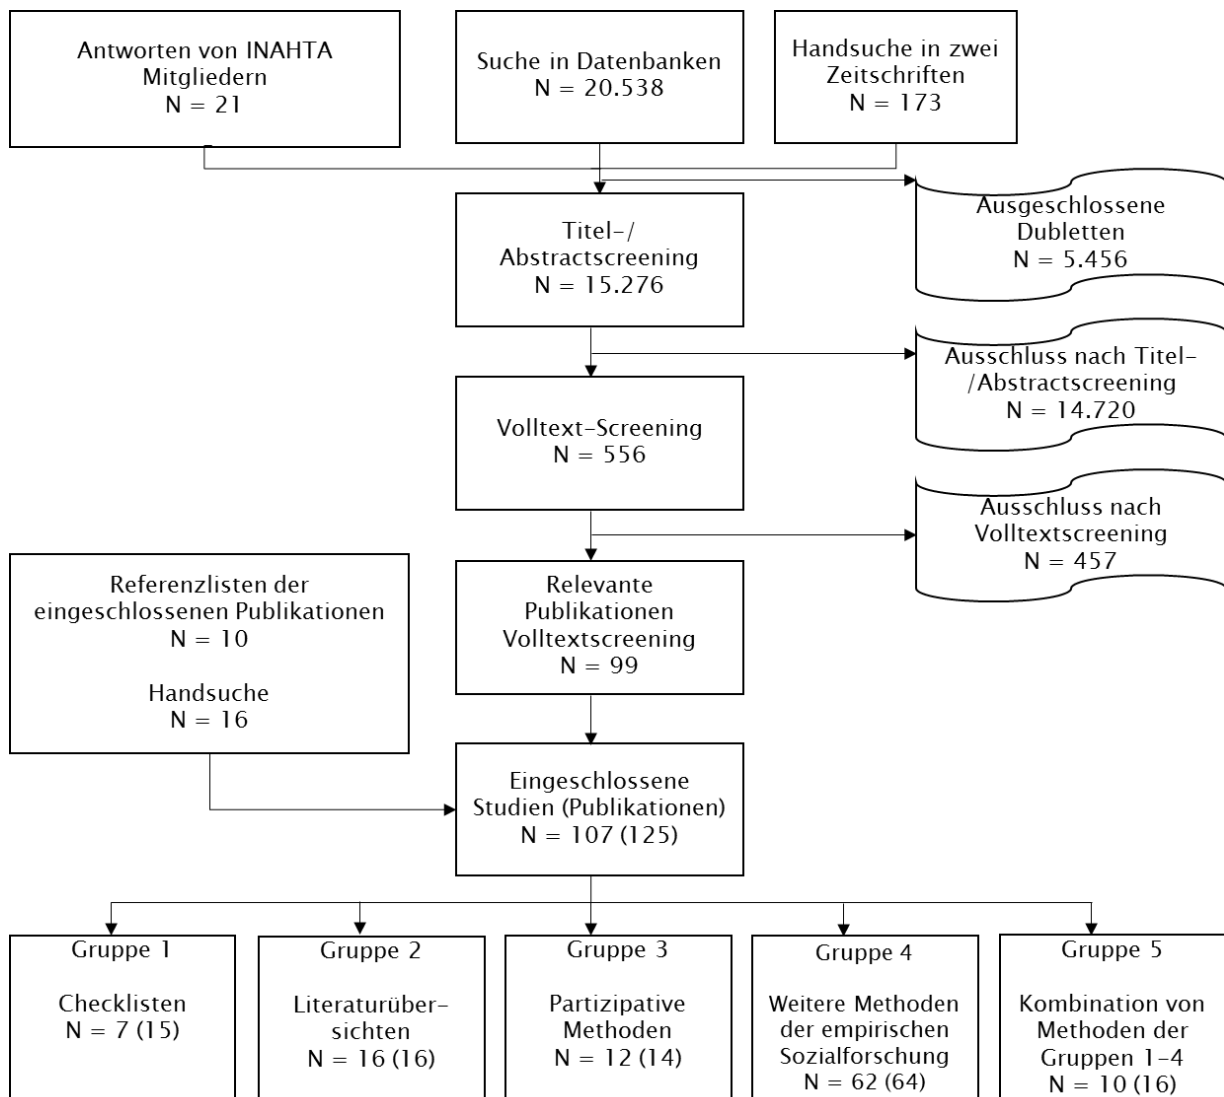 Antworten von INAHTA
Mitgliedern
N = 21
Suche in Datenbanken
N = 20.538
Handsuche in zwei
Zeitschriften
N = 173
Ausgeschlossene
Dubletten
N = 5.456
Titel-/
Abstractscreening
N = 15.276
Ausschluss nach Titel-
/Abstractscreening
N = 14.720
Volltext-Screening
N = 556
Ausschluss nach
Volltextscreening
N = 457
Referenzlisten der
eingeschlossenen Publikationen
N = 10
Handsuche
N = 16
Relevante
Publikationen
Volltextscreening
N = 99
Eingeschlossene
Studien (Publikationen)
N = 107 (125)
Gruppe 1
Checklisten
N = 7 (15)
Gruppe 2
Literaturüber-
sichten
N = 16 (16)
Gruppe 3
Partizipative
Methoden
N = 12 (14)
Gruppe 4
Weitere Methoden
der empirischen
Sozialforschung
N = 62 (64)
Gruppe 5
Kombination von
Methoden der
Gruppen 1-4
N = 10 (16)